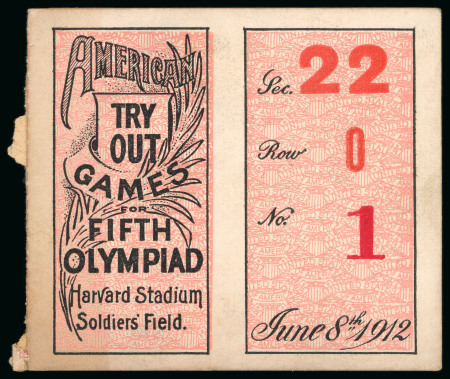 AMERICAN
TRY
OUT
GAMES
FOR
FIFTH
OLYMPIAD
Harvard Stadium
Soldiers' Field.
Sec. 22
Row 0
No. 1
June 8th 1912